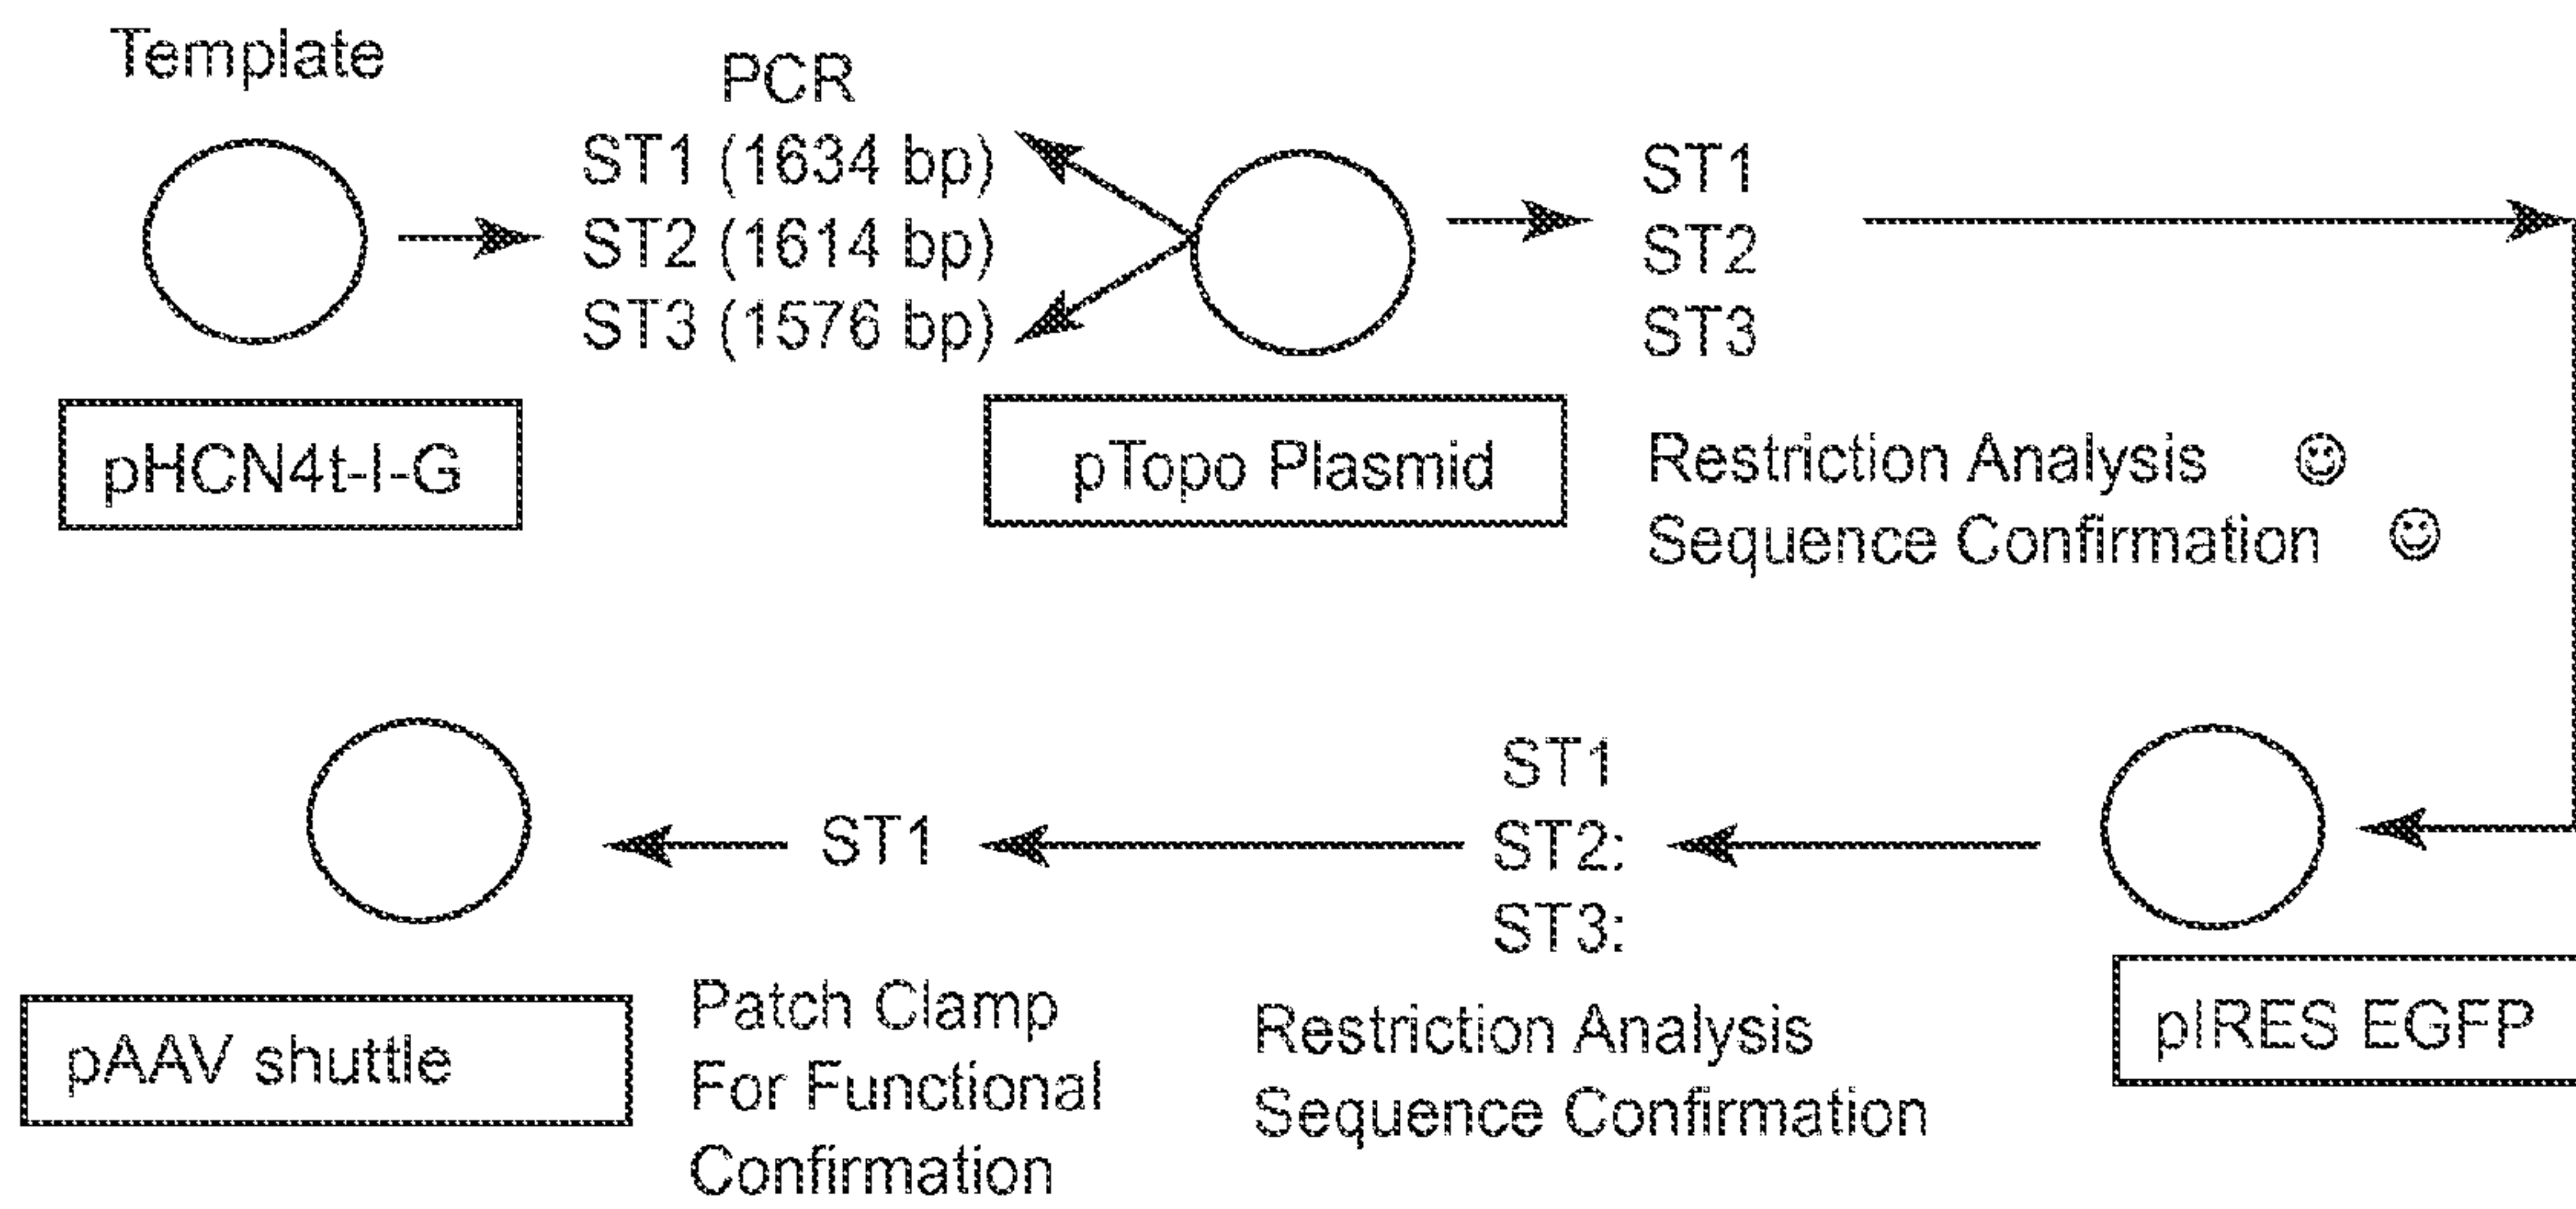 Template
PCR
ST1 (1634 bp)
ST2 (1614 bp)
ST3 (1576 bp)
pHCN4t-I-G
pTopo Plasmid
ST1
ST2
ST3
Restriction Analysis ☺
Sequence Confirmation ☺
pIRES EGFP
ST1
ST2:
ST3:
Restriction Analysis
Sequence Confirmation
ST1
Patch Clamp
For Functional
Confirmation
pAAV shuttle